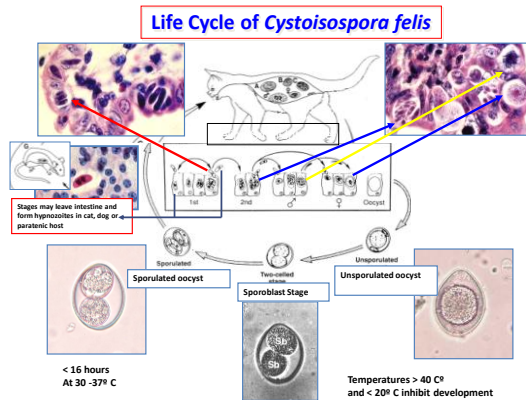 Life Cycle of Cystoisospora felis
1st
2nd
♂
♀
Oocyst
Stages may leave intestine and
form hypnozoites in cat, dog or
paratenic host
Sporulated
Two-celled
stage
Unsporulated
Sporulated oocyst
Sporoblast Stage
Unsporulated oocyst
Sb
Sb
< 16 hours
At 30 -37º C
Temperatures > 40 Cº
and < 20º C inhibit development